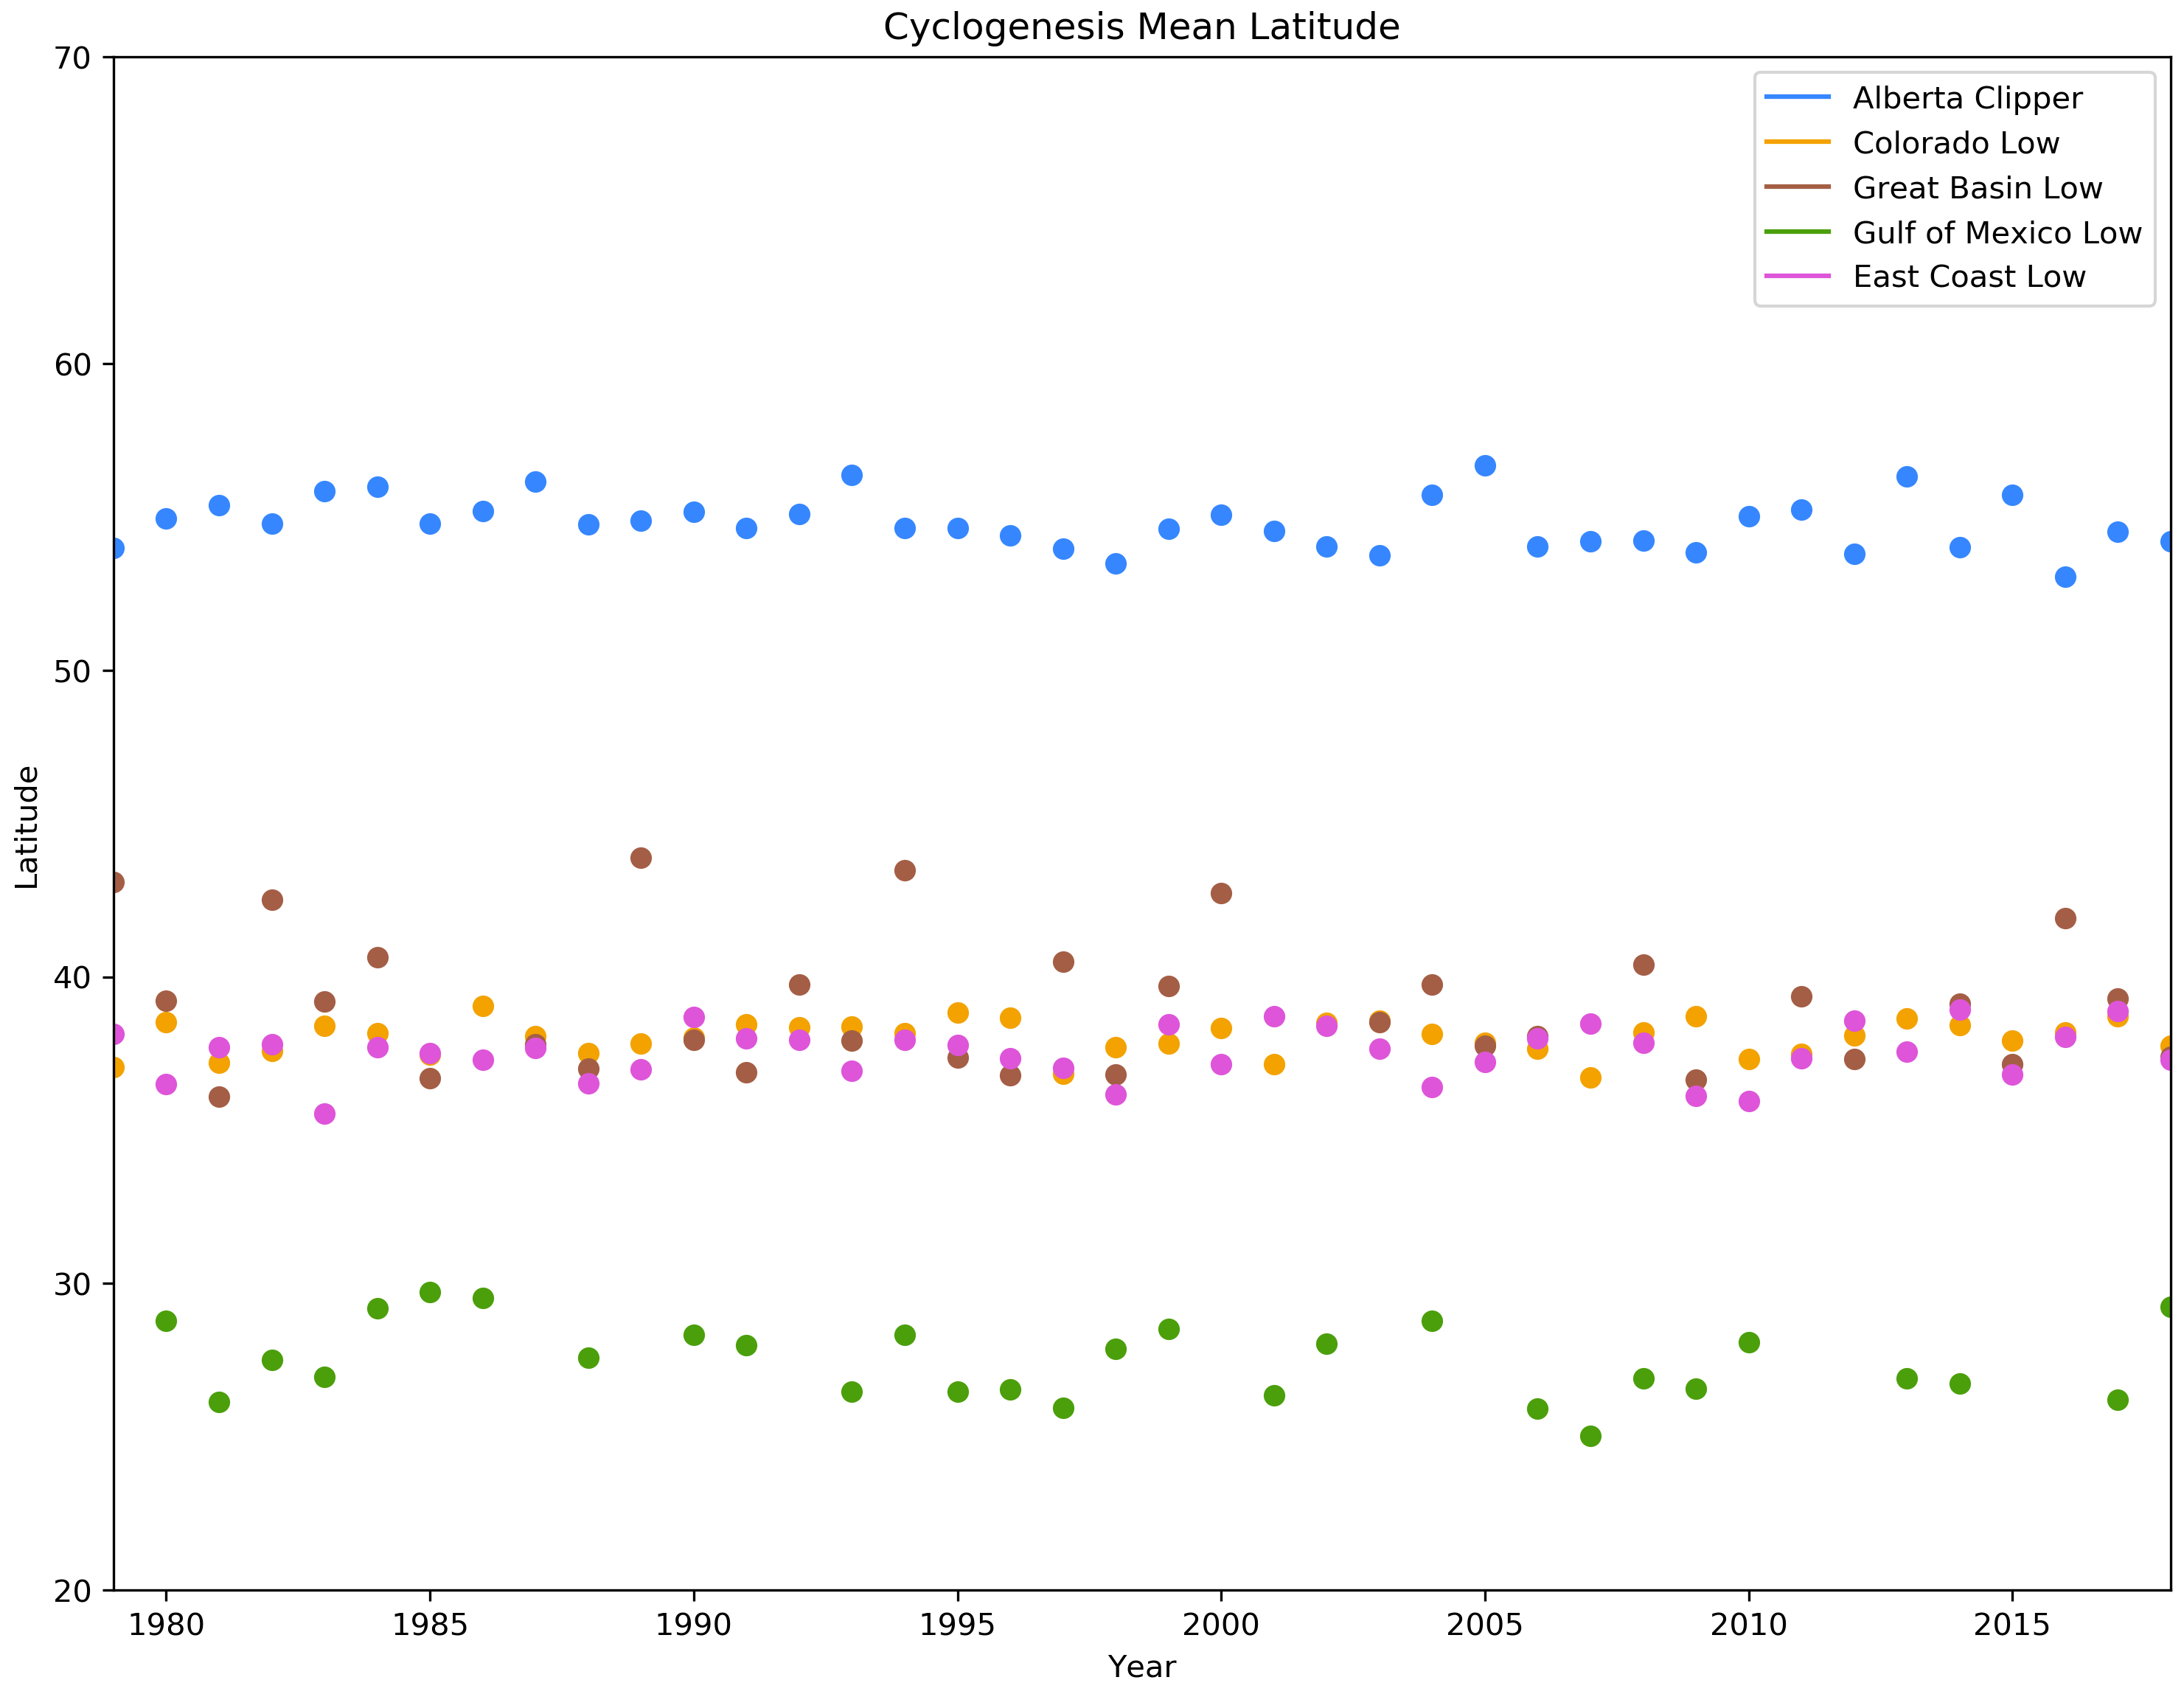 Cyclogenesis Mean Latitude
70
60
50
40
30
20
Latitude
Alberta Clipper
Colorado Low
Great Basin Low
Gulf of Mexico Low
East Coast Low
1980 1985 1990 1995 2000 2005 2010 2015
Year